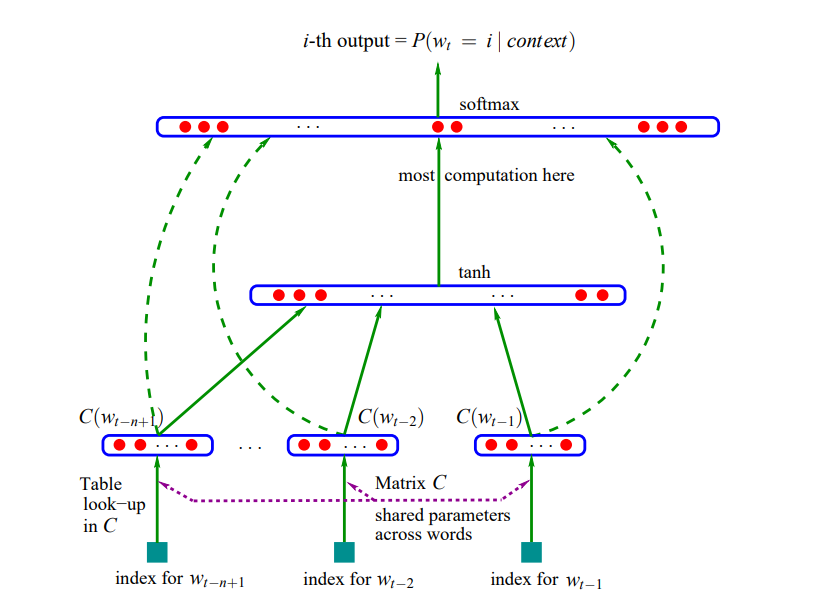 i-th output = P(w_t = i | context)
softmax
. . .
. . .
most computation here
tanh
. . .
. . .
C(w_{t−n+1})
C(w_{t−2})
C(w_{t−1})
. . .
. . .
. . .
. . .
Table
look−up
in C
Matrix C
shared parameters
across words
index for w_{t−n+1}
index for w_{t−2}
index for w_{t−1}